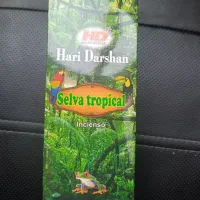 HD
Hari Darshan
Selva tropical
incienso